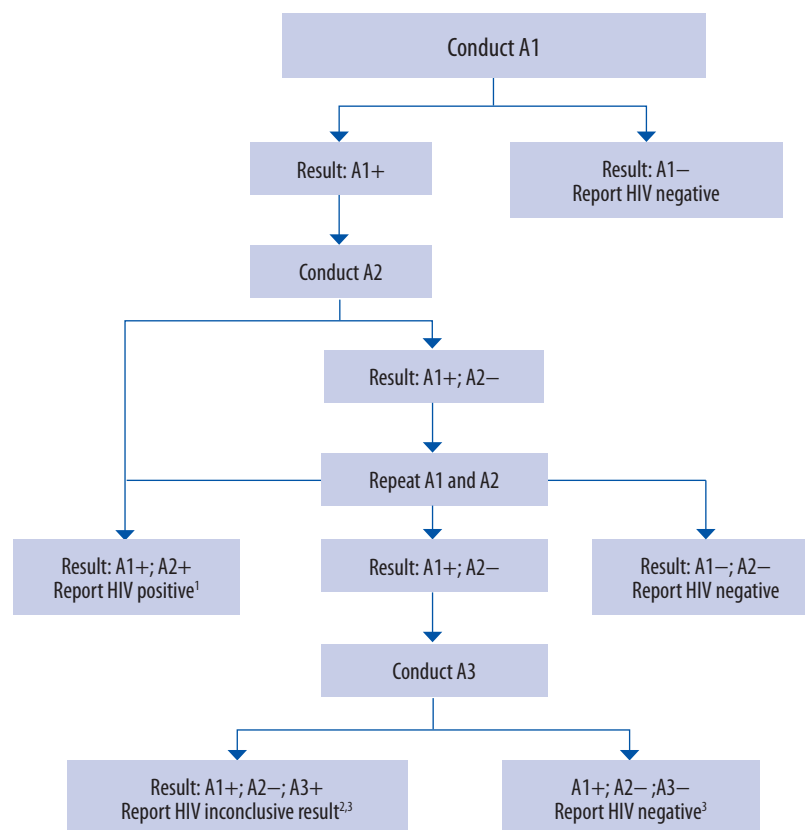 Conduct A1
Result: A1+
Result: A1−
Report HIV negative
Conduct A2
Result: A1+; A2−
Repeat A1 and A2
Result: A1+; A2+
Report HIV positive¹
Result: A1+; A2−
Result: A1−; A2−
Report HIV negative
Conduct A3
Result: A1+; A2−; A3+
Report HIV inconclusive result²,³
A1+; A2− ;A3−
Report HIV negative³